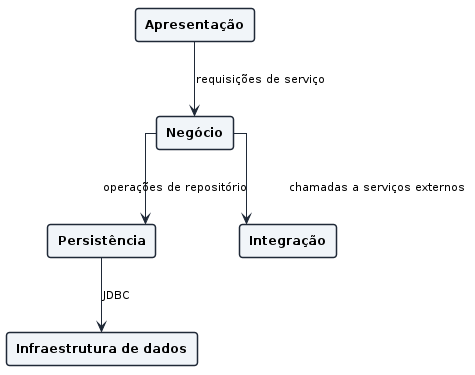 Apresentação
requisições de serviço
Negócio
operações de repositório
chamadas a serviços externos
Persistência
Integração
JDBC
Infraestrutura de dados